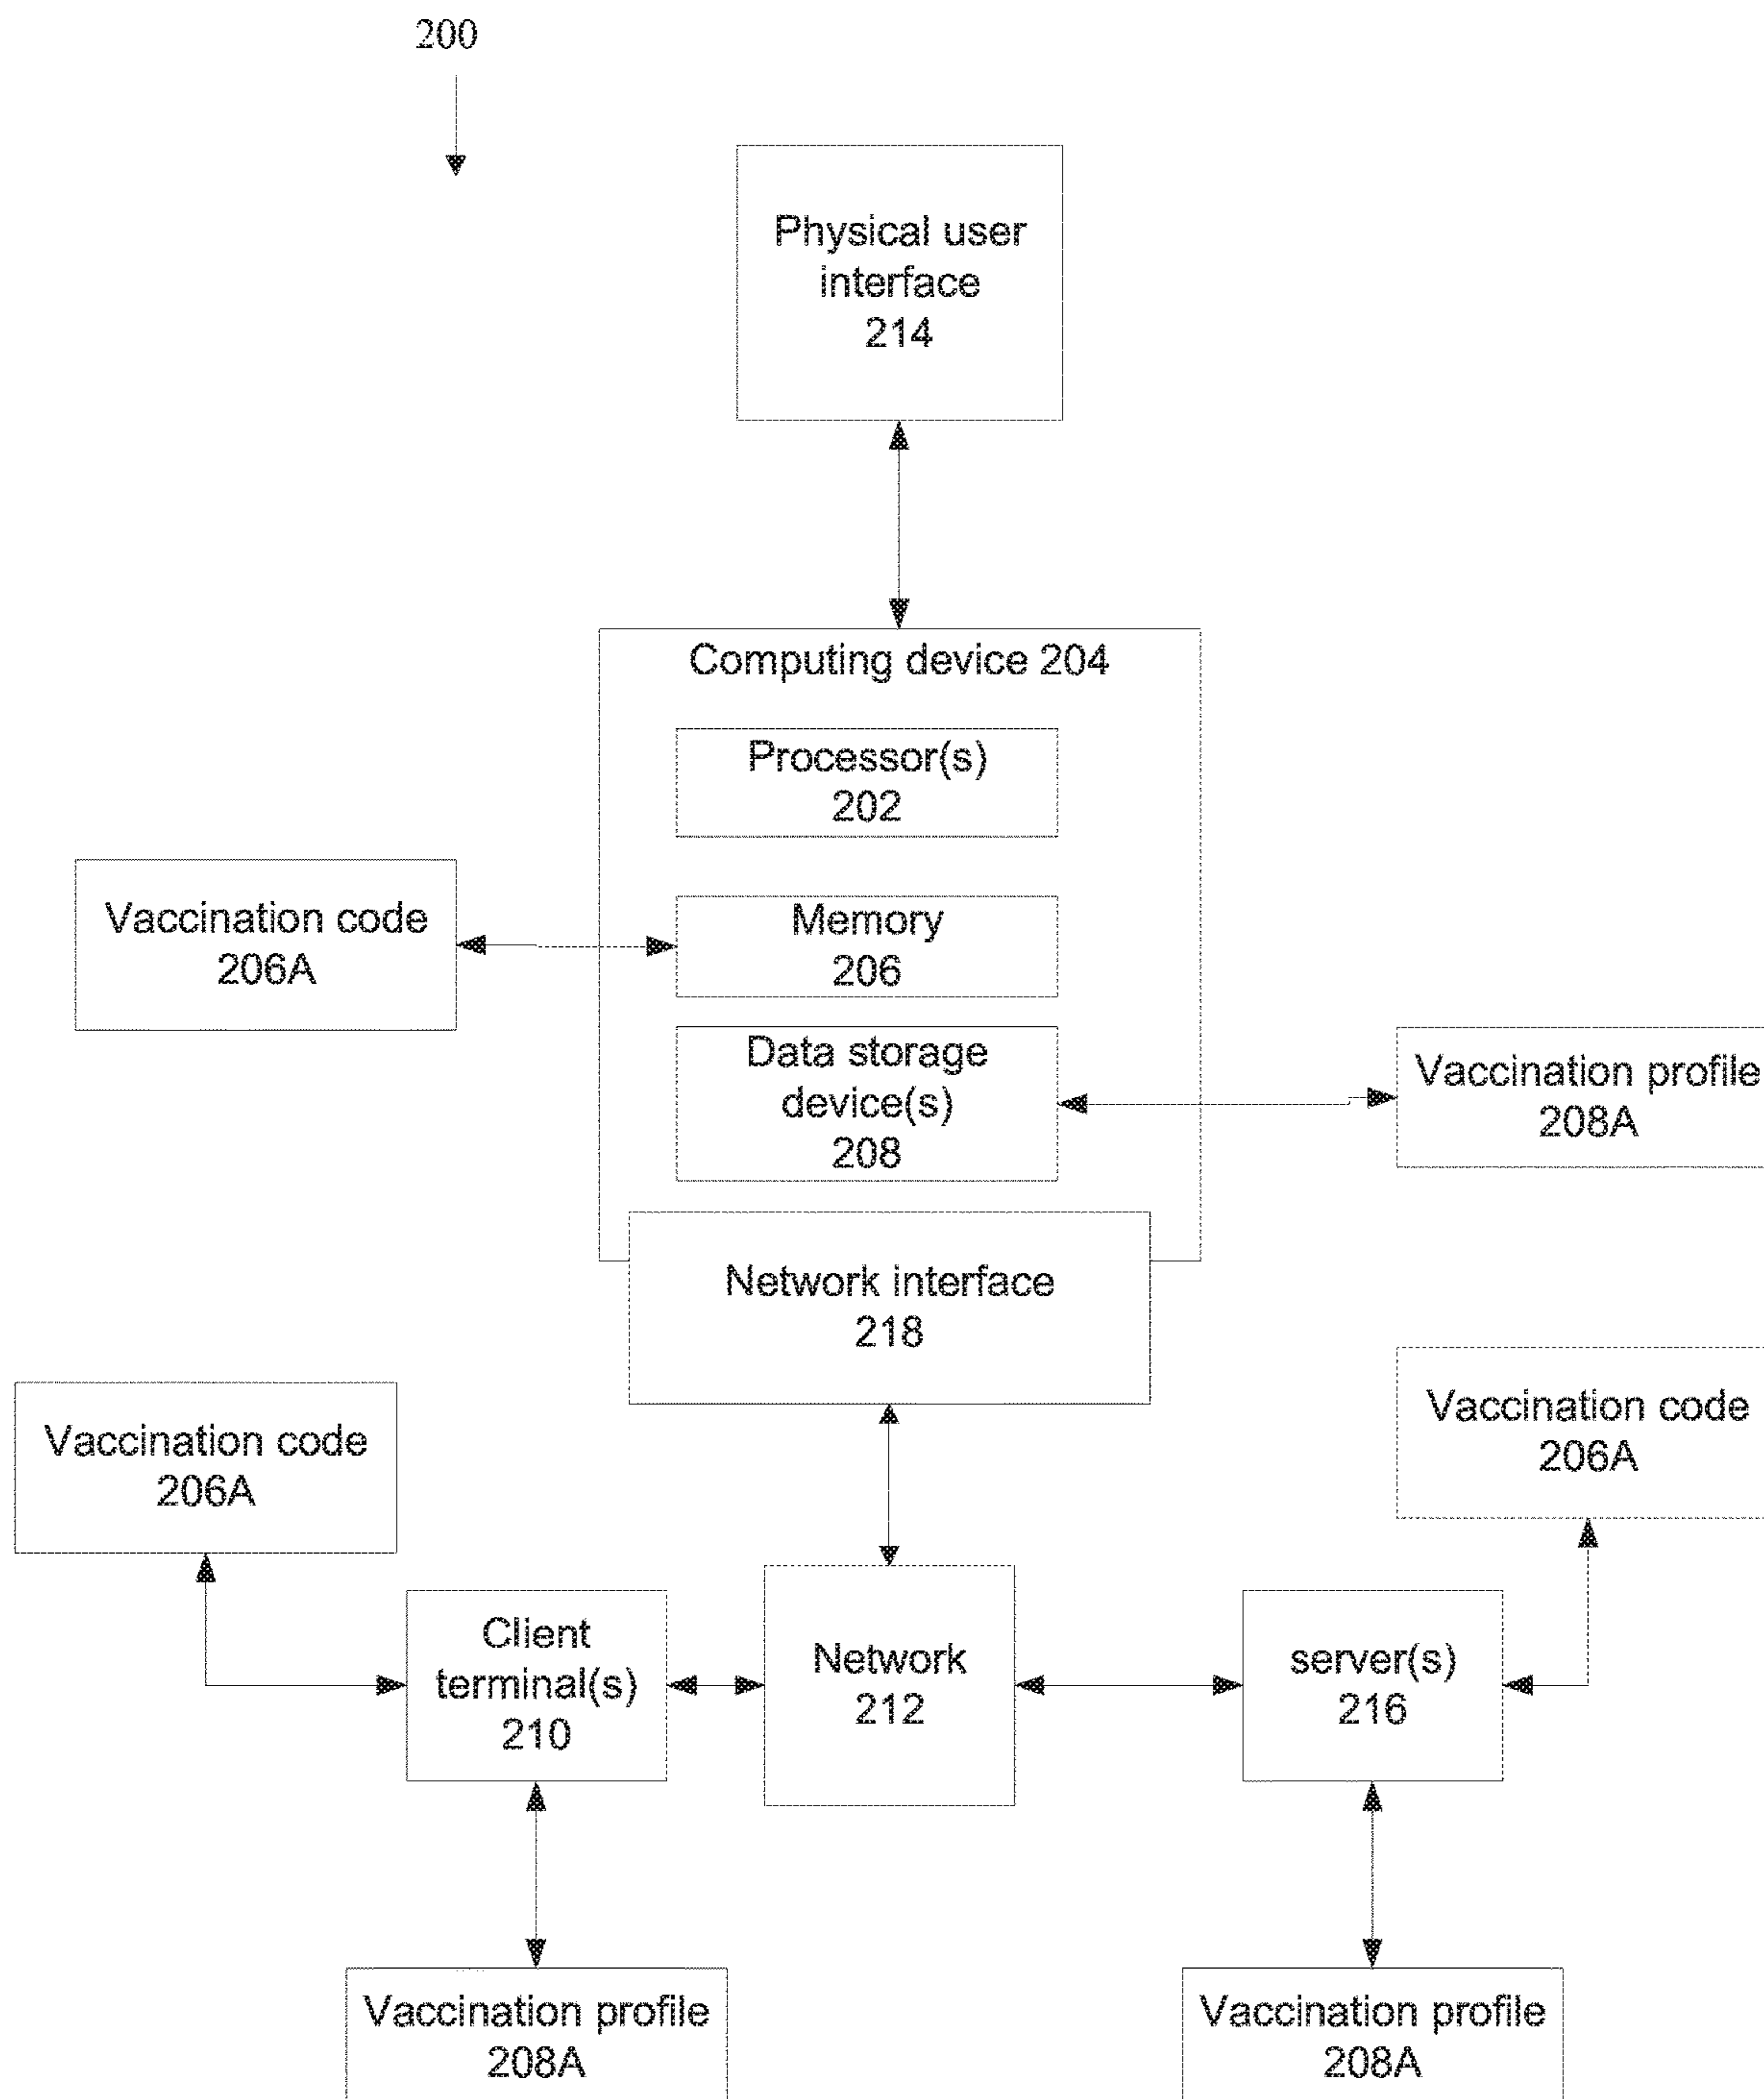 200
Physical user
interface
214
Computing device 204
Processor(s)
202
Vaccination code
206A
Memory
206
Data storage
device(s)
208
Vaccination profile
208A
Network interface
218
Vaccination code
206A
Vaccination code
206A
Client
terminal(s)
210
Network
212
server(s)
216
Vaccination profile
208A
Vaccination profile
208A